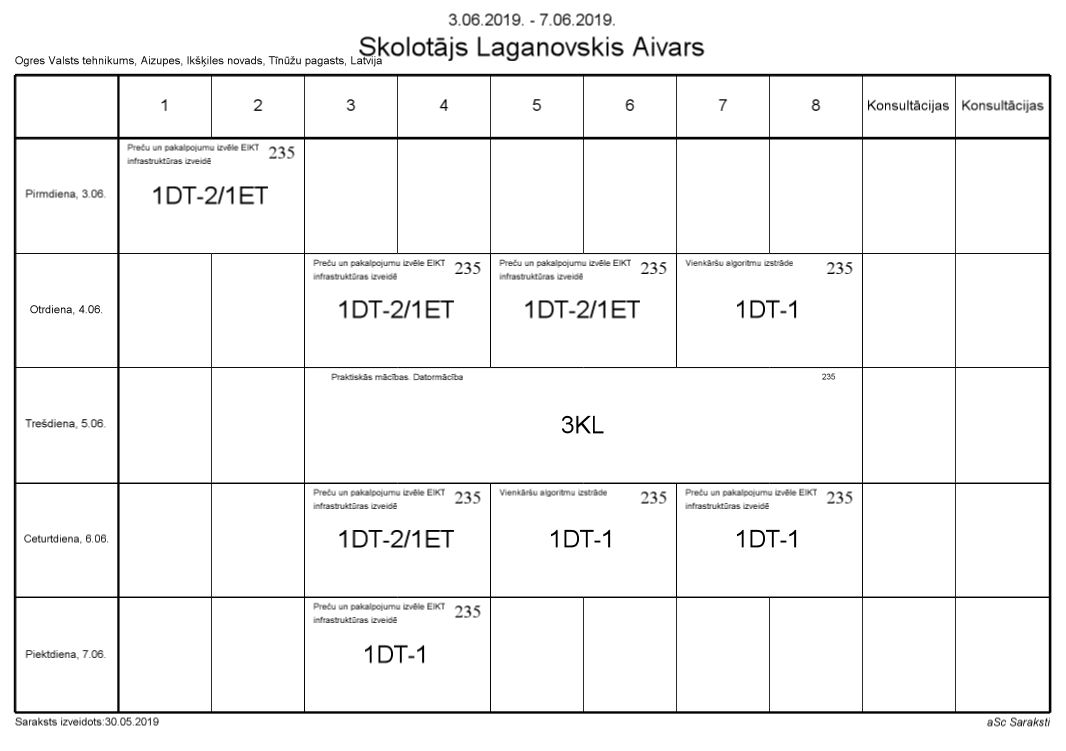 3.06.2019. - 7.06.2019.
Skolotājs Laganovskis Aivars
Ogres Valsts tehnikums, Aizupes, Ikšķiles novads, Tīnūžu pagasts, Latvija
1 2 3 4 5 6 7 8 Konsultācijas Konsultācijas
Pirmdiena, 3.06.
Preču un pakalpojumu izvēle EIKT
infrastruktūras izveidē
235
1DT-2/1ET
Otrdiena, 4.06.
Preču un pakalpojumu izvēle EIKT
infrastruktūras izveidē
235
1DT-2/1ET
Preču un pakalpojumu izvēle EIKT
infrastruktūras izveidē
235
1DT-2/1ET
Vienkāršu algoritmu izstrāde
235
1DT-1
Trešdiena, 5.06.
Praktiskās mācības. Datormācība
235
3KL
Ceturtdiena, 6.06.
Preču un pakalpojumu izvēle EIKT
infrastruktūras izveidē
235
1DT-2/1ET
Vienkāršu algoritmu izstrāde
235
1DT-1
Preču un pakalpojumu izvēle EIKT
infrastruktūras izveidē
235
1DT-1
Piektdiena, 7.06.
Preču un pakalpojumu izvēle EIKT
infrastruktūras izveidē
235
1DT-1
Saraksts izveidots:30.05.2019
aSc Saraksti